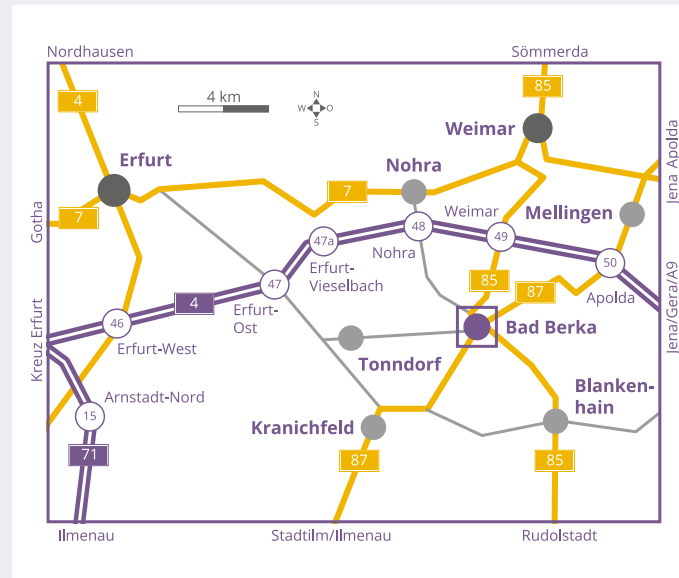 Nordhausen
Sömmerda
4
4 km
N
W O
S
85
Weimar
Erfurt
Nohra
7
7
Gotha
Jena Apolda
Mellingen
Weimar
48
49
47a
Nohra
50
Erfurt-
Vieselbach
Apolda
47
85
87
4
Erfurt-
Ost
46
Erfurt-West
Kreuz Erfurt
Jena/Gera/A9
Bad Berka
Tonndorf
Arnstadt-Nord
15
Blanken-
hain
Kranichfeld
71
87
85
Ilmenau
Stadtilm/Ilmenau
Rudolstadt